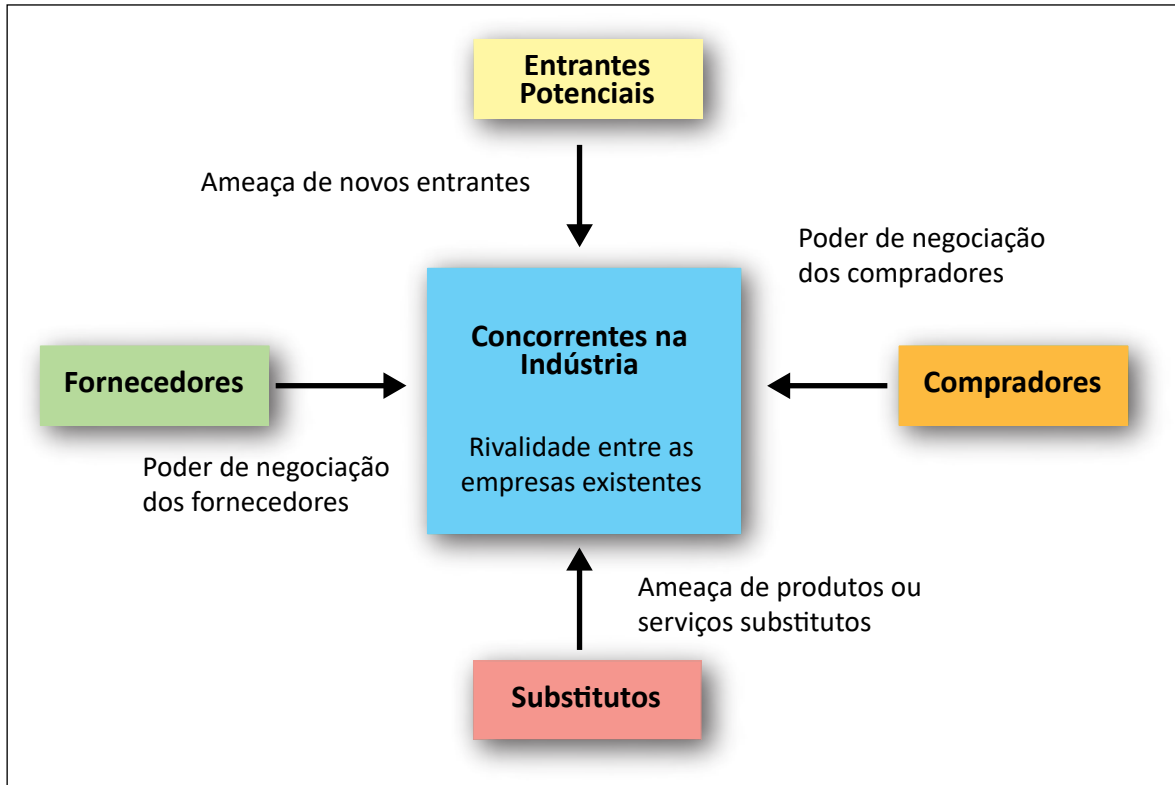 Entrantes
Potenciais
Ameaça de novos entrantes
Poder de negociação
dos compradores
Concorrentes na
Indústria
Fornecedores
Compradores
Rivalidade entre as
empresas existentes
Poder de negociação
dos fornecedores
Ameaça de produtos ou
serviços substitutos
Substitutos